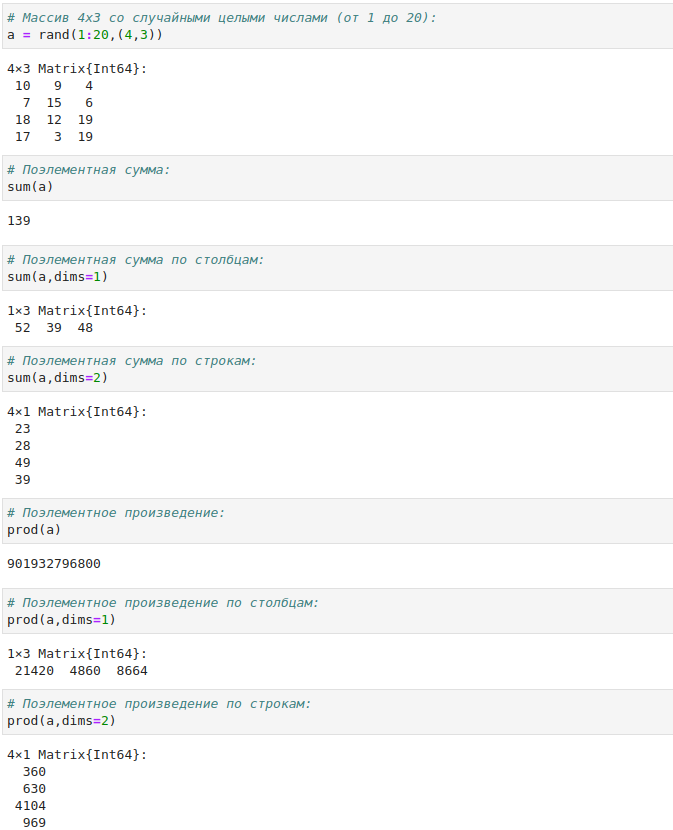 # Массив 4x3 со случайными целыми числами (от 1 до 20):
a = rand(1:20,(4,3))
4×3 Matrix{Int64}:
10 9 4
7 15 6
18 12 19
17 3 19
# Поэлементная сумма:
sum(a)
139
# Поэлементная сумма по столбцам:
sum(a,dims=1)
1×3 Matrix{Int64}:
52 39 48
# Поэлементная сумма по строкам:
sum(a,dims=2)
4×1 Matrix{Int64}:
23
28
49
39
# Поэлементное произведение:
prod(a)
901932796800
# Поэлементное произведение по столбцам:
prod(a,dims=1)
1×3 Matrix{Int64}:
21420 4860 8664
# Поэлементное произведение по строкам:
prod(a,dims=2)
4×1 Matrix{Int64}:
360
630
4104
969